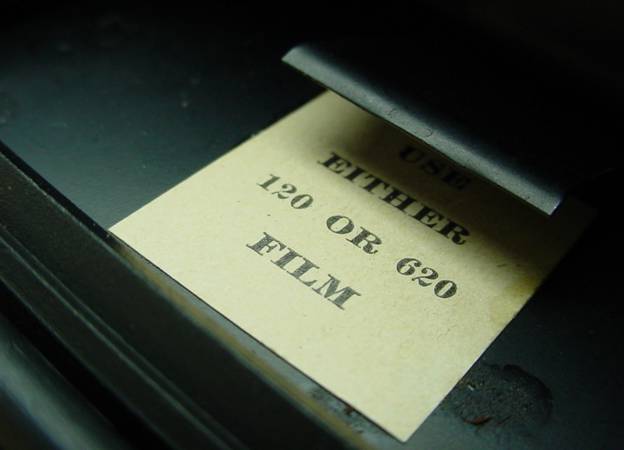 USE
EITHER
120 OR 620
FILM